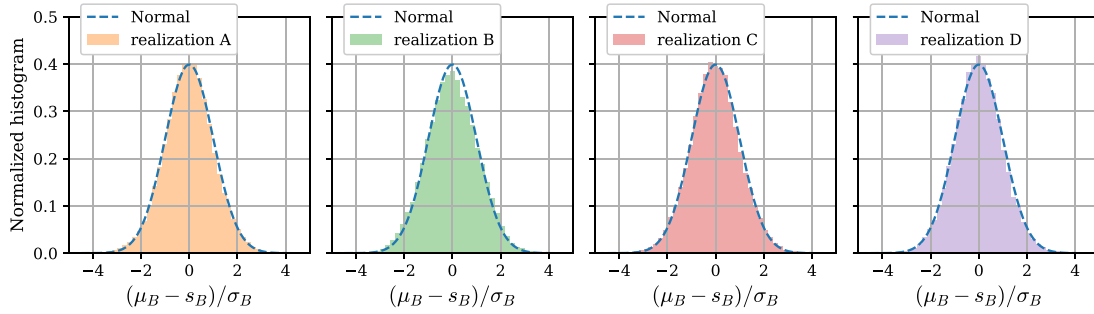 Normalized histogram
0.5
0.4
0.3
0.2
0.1
0.0
Normal
realization A
−4 −2 0 2 4
(μ_B − s_B)/σ_B
Normal
realization B
−4 −2 0 2 4
(μ_B − s_B)/σ_B
Normal
realization C
−4 −2 0 2 4
(μ_B − s_B)/σ_B
Normal
realization D
−4 −2 0 2 4
(μ_B − s_B)/σ_B